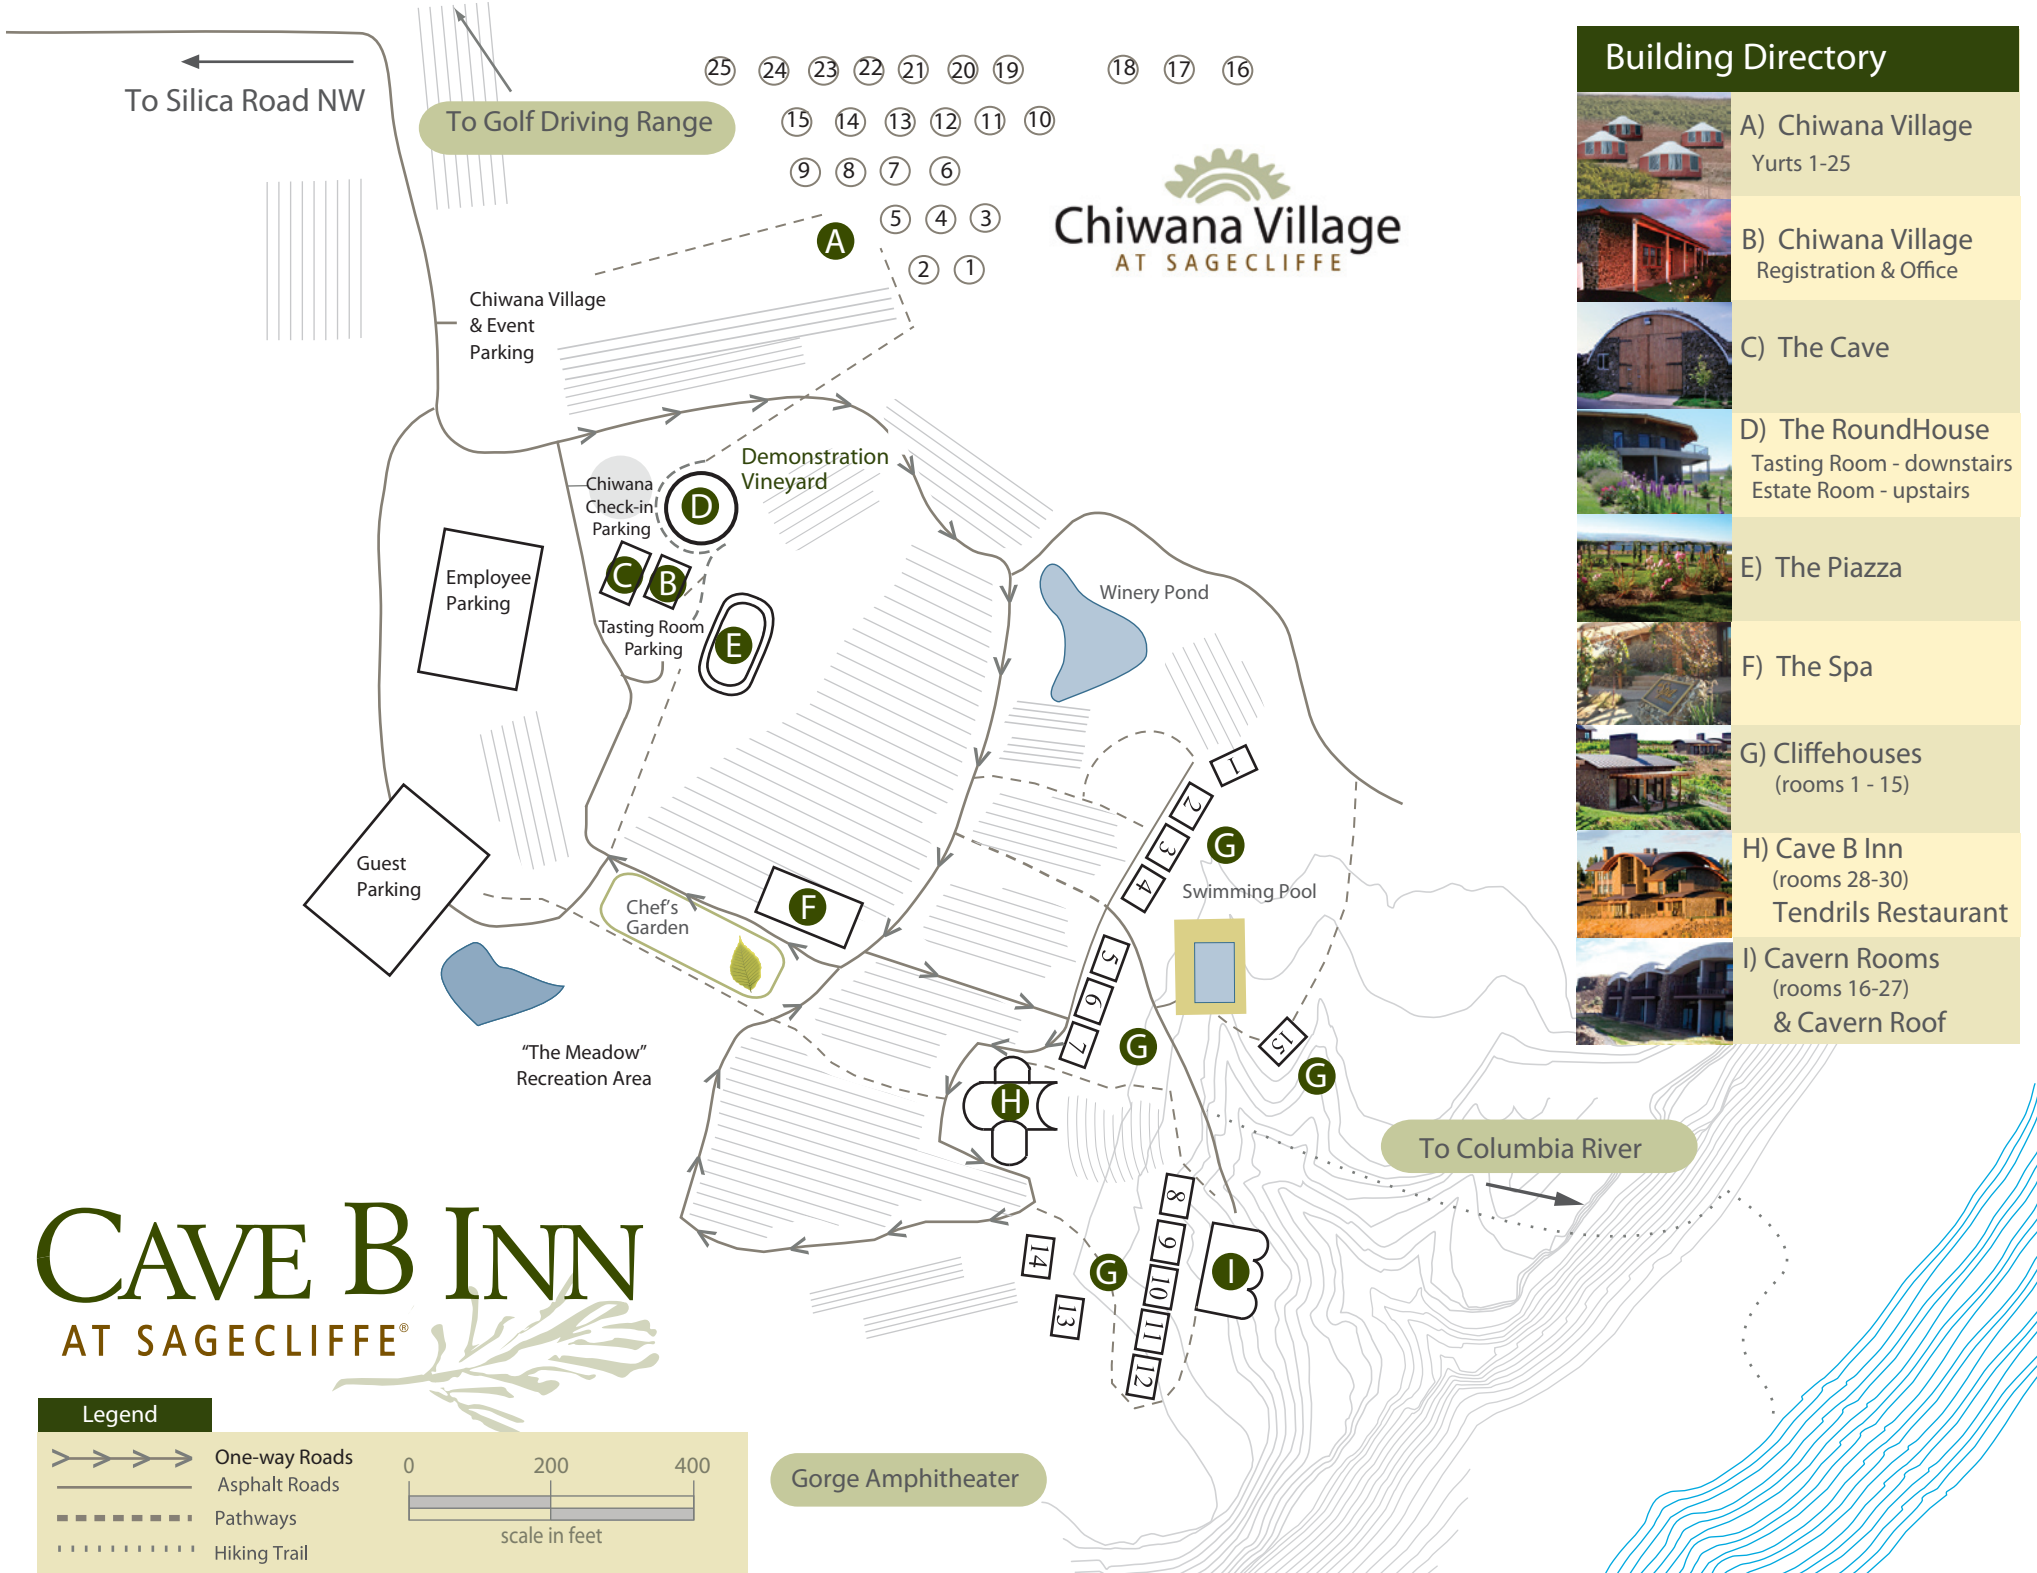 To Silica Road NW
To Golf Driving Range
25 24 23 22 21 20 19 18 17 16
15 14 13 12 11 10
9 8 7 6
5 4 3
2 1
A
Chiwana Village
AT SAGECLIFFE
Chiwana Village
& Event
Parking
Demonstration
Vineyard
Chiwana
Check-in
Parking
D
C
B
Employee
Parking
Tasting Room
Parking
E
Winery Pond
1
2
3
4
G
Swimming Pool
Guest
Parking
Chef's
Garden
F
5
6
7
G
15
G
"The Meadow"
Recreation Area
H
To Columbia River
8
9
10
11
12
14
13
G
I
CAVE B INN
AT SAGECLIFFE®
Gorge Amphitheater
Legend
One-way Roads
Asphalt Roads
Pathways
Hiking Trail
0 200 400
scale in feet
Building Directory
A) Chiwana Village
Yurts 1-25
B) Chiwana Village
Registration & Office
C) The Cave
D) The RoundHouse
Tasting Room - downstairs
Estate Room - upstairs
E) The Piazza
F) The Spa
G) Cliffehouses
(rooms 1 - 15)
H) Cave B Inn
(rooms 28-30)
Tendrils Restaurant
I) Cavern Rooms
(rooms 16-27)
& Cavern Roof